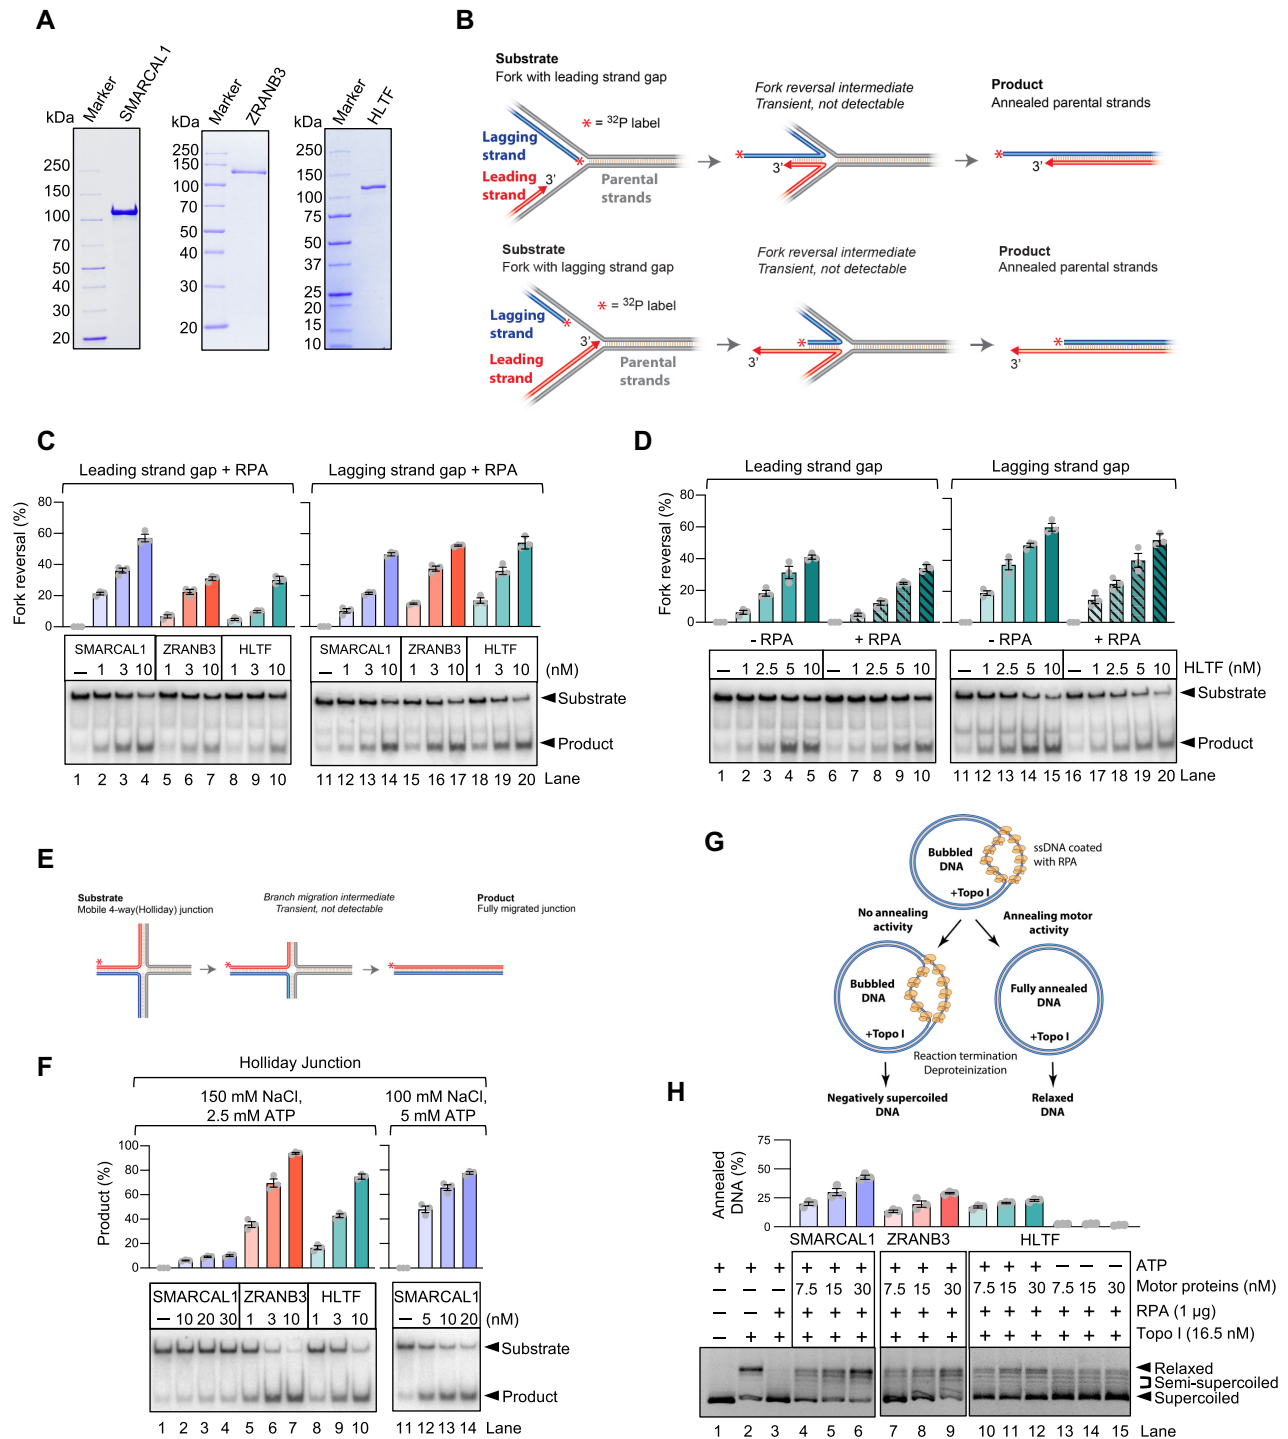 A
Marker
SMARCAL1
kDa
250
150
100
70
50
40
30
20
Marker
ZRANB3
kDa
250
150
100
70
50
40
30
20
Marker
HLTF
kDa
250
150
100
75
50
37
25
20
15
10
B
Substrate
Fork with leading strand gap
* = 32P label
Lagging
strand
Leading
strand
3'
Parental
strands
Fork reversal intermediate
Transient, not detectable
3'
Product
Annealed parental strands
3'
Substrate
Fork with lagging strand gap
* = 32P label
Lagging
strand
3'
Leading
strand
Parental
strands
Fork reversal intermediate
Transient, not detectable
3'
Product
Annealed parental strands
3'
C
Leading strand gap + RPA
Lagging strand gap + RPA
Fork reversal (%)
80
60
40
20
0
SMARCAL1 ZRANB3 HLTF
– 1 3 10 1 3 10 1 3 10
SMARCAL1 ZRANB3 HLTF
– 1 3 10 1 3 10 1 3 10 (nM)
Substrate
Product
1 2 3 4 5 6 7 8 9 10 11 12 13 14 15 16 17 18 19 20 Lane
D
Leading strand gap
Lagging strand gap
Fork reversal (%)
80
60
40
20
0
- RPA + RPA - RPA + RPA
– 1 2.5 5 10 – 1 2.5 5 10 – 1 2.5 5 10 – 1 2.5 5 10 HLTF (nM)
Substrate
Product
1 2 3 4 5 6 7 8 9 10 11 12 13 14 15 16 17 18 19 20 Lane
E
Substrate
Mobile 4-way(Holliday) junction
*
Branch migration intermediate
Transient, not detectable
*
Product
Fully migrated junction
*
F
Holliday Junction
150 mM NaCl,
2.5 mM ATP
100 mM NaCl,
5 mM ATP
Product (%)
100
80
60
40
20
0
SMARCAL1 ZRANB3 HLTF
– 10 20 30 1 3 10 1 3 10
SMARCAL1
– 5 10 20 (nM)
Substrate
Product
1 2 3 4 5 6 7 8 9 10 11 12 13 14 Lane
G
Bubbled
DNA
+Topo I
ssDNA coated
with RPA
No annealing
activity
Annealing motor
activity
Bubbled
DNA
+Topo I
Fully annealed
DNA
+Topo I
Reaction termination
Deproteinization
Negatively supercoiled
DNA
Relaxed
DNA
H
Annealed
DNA (%)
75
50
25
0
SMARCAL1 ZRANB3 HLTF
+ + + + + + + + + + + + – – – ATP
– – – 7.5 15 30 7.5 15 30 7.5 15 30 7.5 15 30 Motor proteins (nM)
– – + + + + + + + + + + + + + RPA (1 µg)
– + + + + + + + + + + + + + + Topo I (16.5 nM)
Relaxed
Semi-supercoiled
Supercoiled
1 2 3 4 5 6 7 8 9 10 11 12 13 14 15 Lane